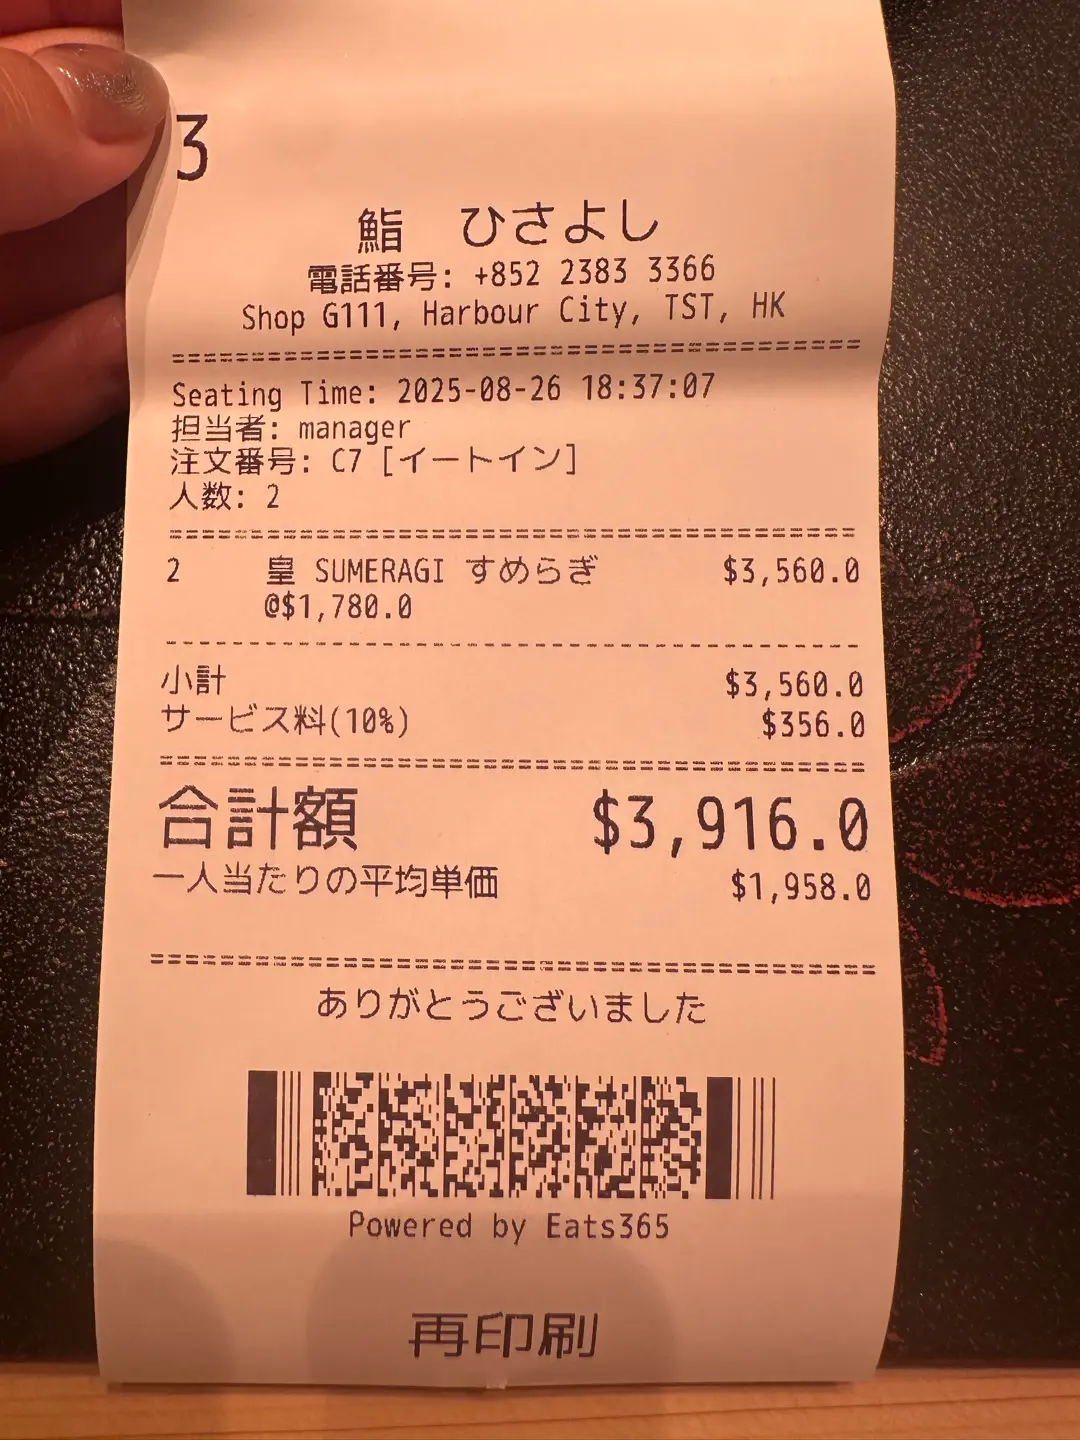 3
鮨 ひさよし
電話番号: +852 2383 3366
Shop G111, Harbour City, TST, HK
Seating Time: 2025-08-26 18:37:07
担当者: manager
注文番号: C7 [イートイン]
人数: 2
2 皇 SUMERAGI すめらぎ $3,560.0
@$1,780.0
小計 $3,560.0
サービス料(10%) $356.0
合計額 $3,916.0
一人当たりの平均単価 $1,958.0
ありがとうございました
Powered by Eats365
再印刷